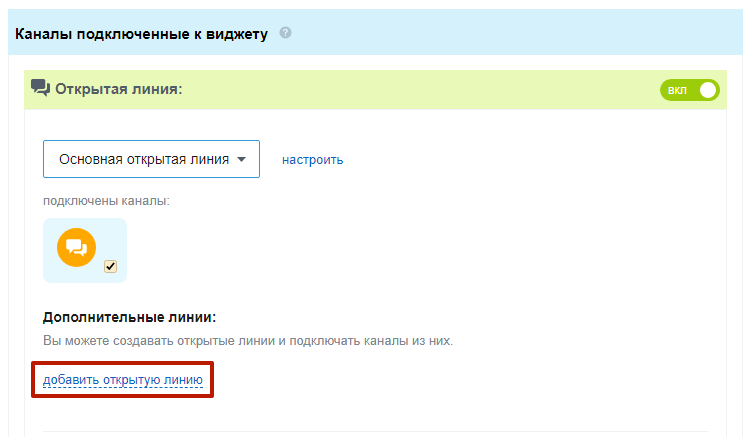 Каналы подключенные к виджету ?
Открытая линия:
ВКЛ
Основная открытая линия
настроить
подключены каналы:
Дополнительные линии:
Вы можете создавать открытые линии и подключать каналы из них.
добавить открытую линию